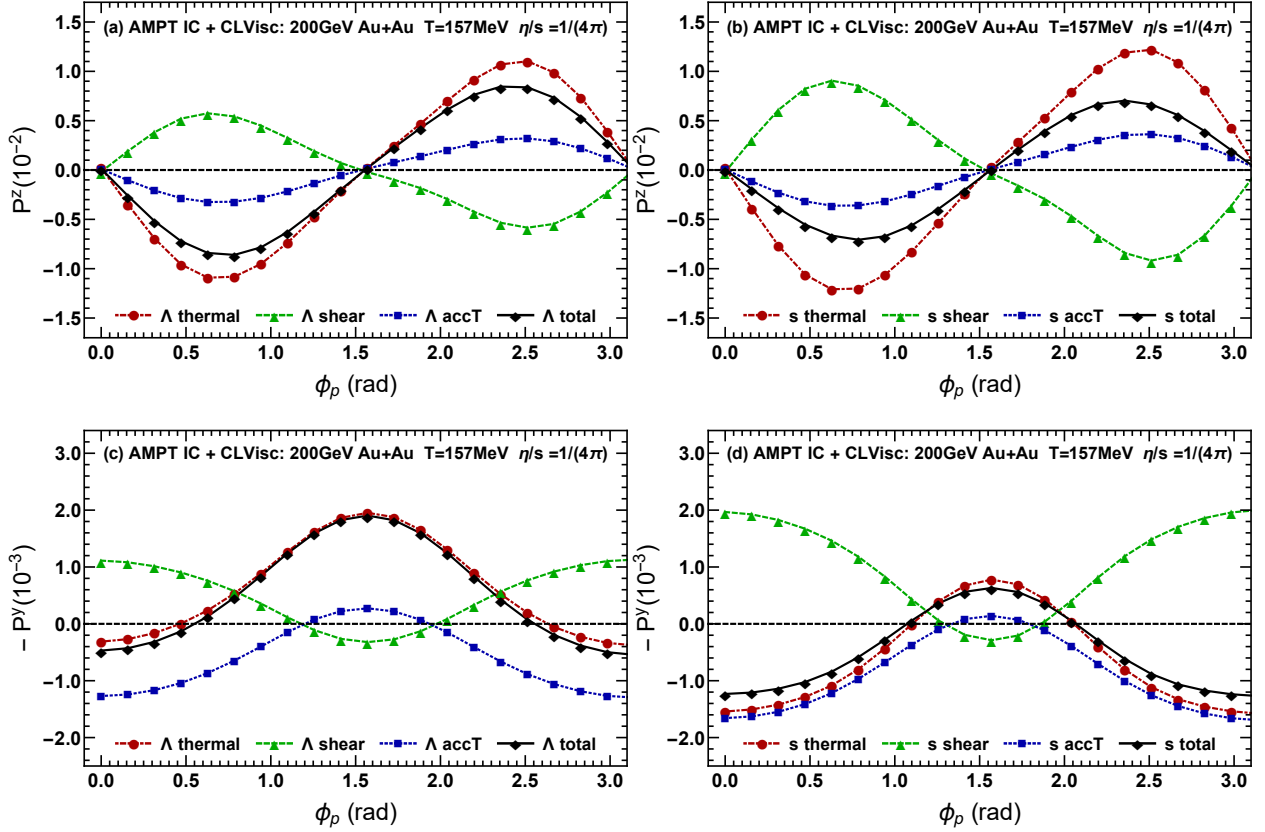 (a) AMPT IC + CLVisc: 200GeV Au+Au T=157MeV η/s =1/(4π)
1.5
1.0
0.5
0.0
−0.5
−1.0
−1.5
P^z(10^-2)
Λ thermal Λ shear Λ accT Λ total
0.0 0.5 1.0 1.5 2.0 2.5 3.0
ϕ_p (rad)
(b) AMPT IC + CLVisc: 200GeV Au+Au T=157MeV η/s =1/(4π)
1.5
1.0
0.5
0.0
−0.5
−1.0
−1.5
P^z(10^-2)
s thermal s shear s accT s total
0.0 0.5 1.0 1.5 2.0 2.5 3.0
ϕ_p (rad)
(c) AMPT IC + CLVisc: 200GeV Au+Au T=157MeV η/s =1/(4π)
3.0
2.0
1.0
0.0
−1.0
−2.0
− P^y(10^-3)
Λ thermal Λ shear Λ accT Λ total
0.0 0.5 1.0 1.5 2.0 2.5 3.0
ϕ_p (rad)
(d) AMPT IC + CLVisc: 200GeV Au+Au T=157MeV η/s =1/(4π)
3.0
2.0
1.0
0.0
−1.0
−2.0
− P^y(10^-3)
s thermal s shear s accT s total
0.0 0.5 1.0 1.5 2.0 2.5 3.0
ϕ_p (rad)